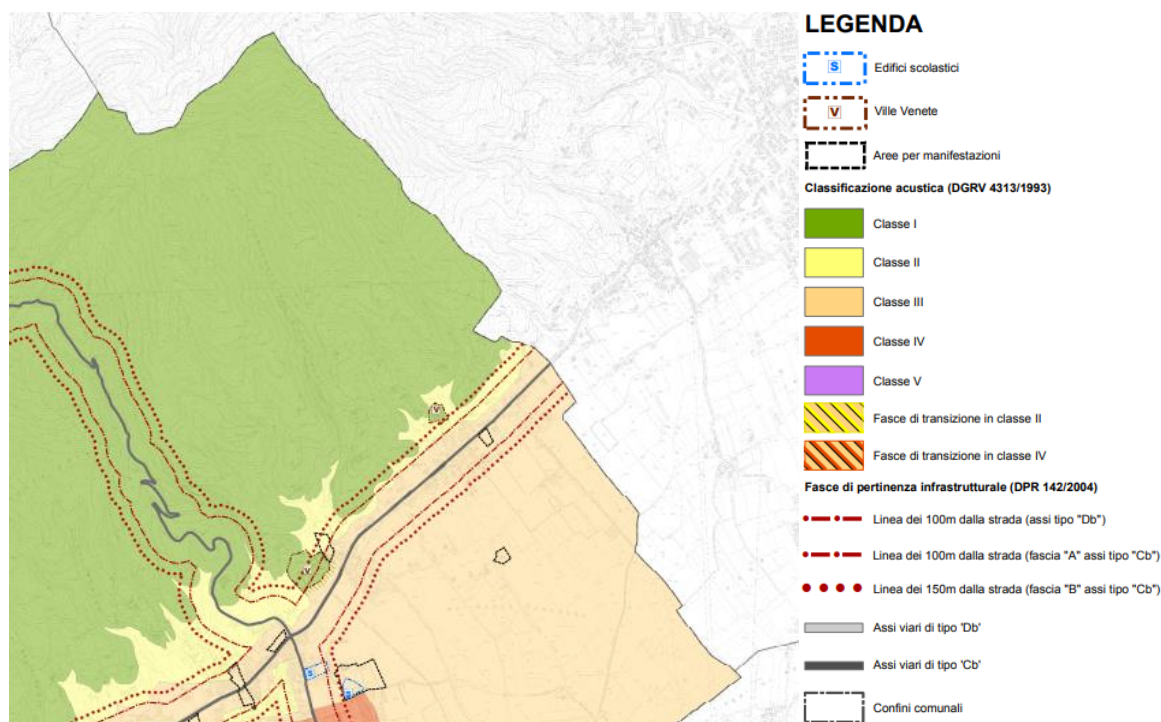 LEGENDA
S
Edifici scolastici
V
Ville Venete
Aree per manifestazioni
Classificazione acustica (DGRV 4313/1993)
Classe I
Classe II
Classe III
Classe IV
Classe V
Fasce di transizione in classe II
Fasce di transizione in classe IV
Fasce di pertinenza infrastrutturale (DPR 142/2004)
Linea dei 100m dalla strada (assi tipo "Db")
Linea dei 100m dalla strada (fascia "A" assi tipo "Cb")
Linea dei 150m dalla strada (fascia "B" assi tipo "Cb")
Assi viari di tipo 'Db'
Assi viari di tipo 'Cb'
Confini comunali
V
V
S
S